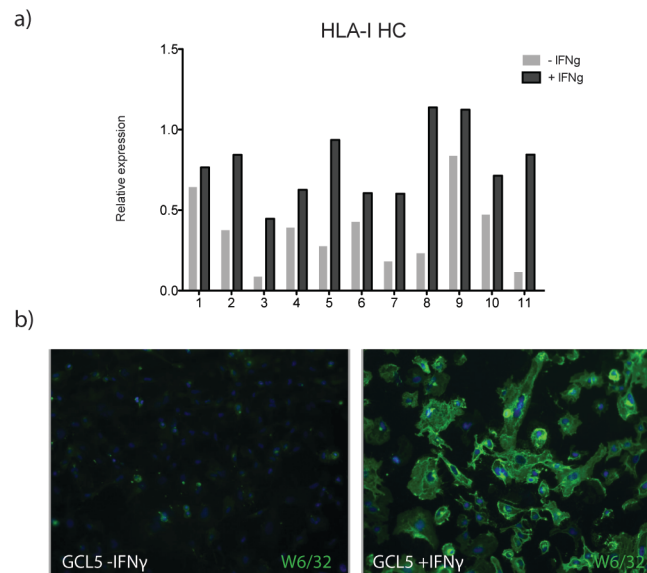 a)
HLA-I HC
1.5
- IFNg
+ IFNg
1.0
Relative expression
0.5
0.0
1 2 3 4 5 6 7 8 9 10 11
b)
GCL5 -IFNγ W6/32
GCL5 +IFNγ W6/32